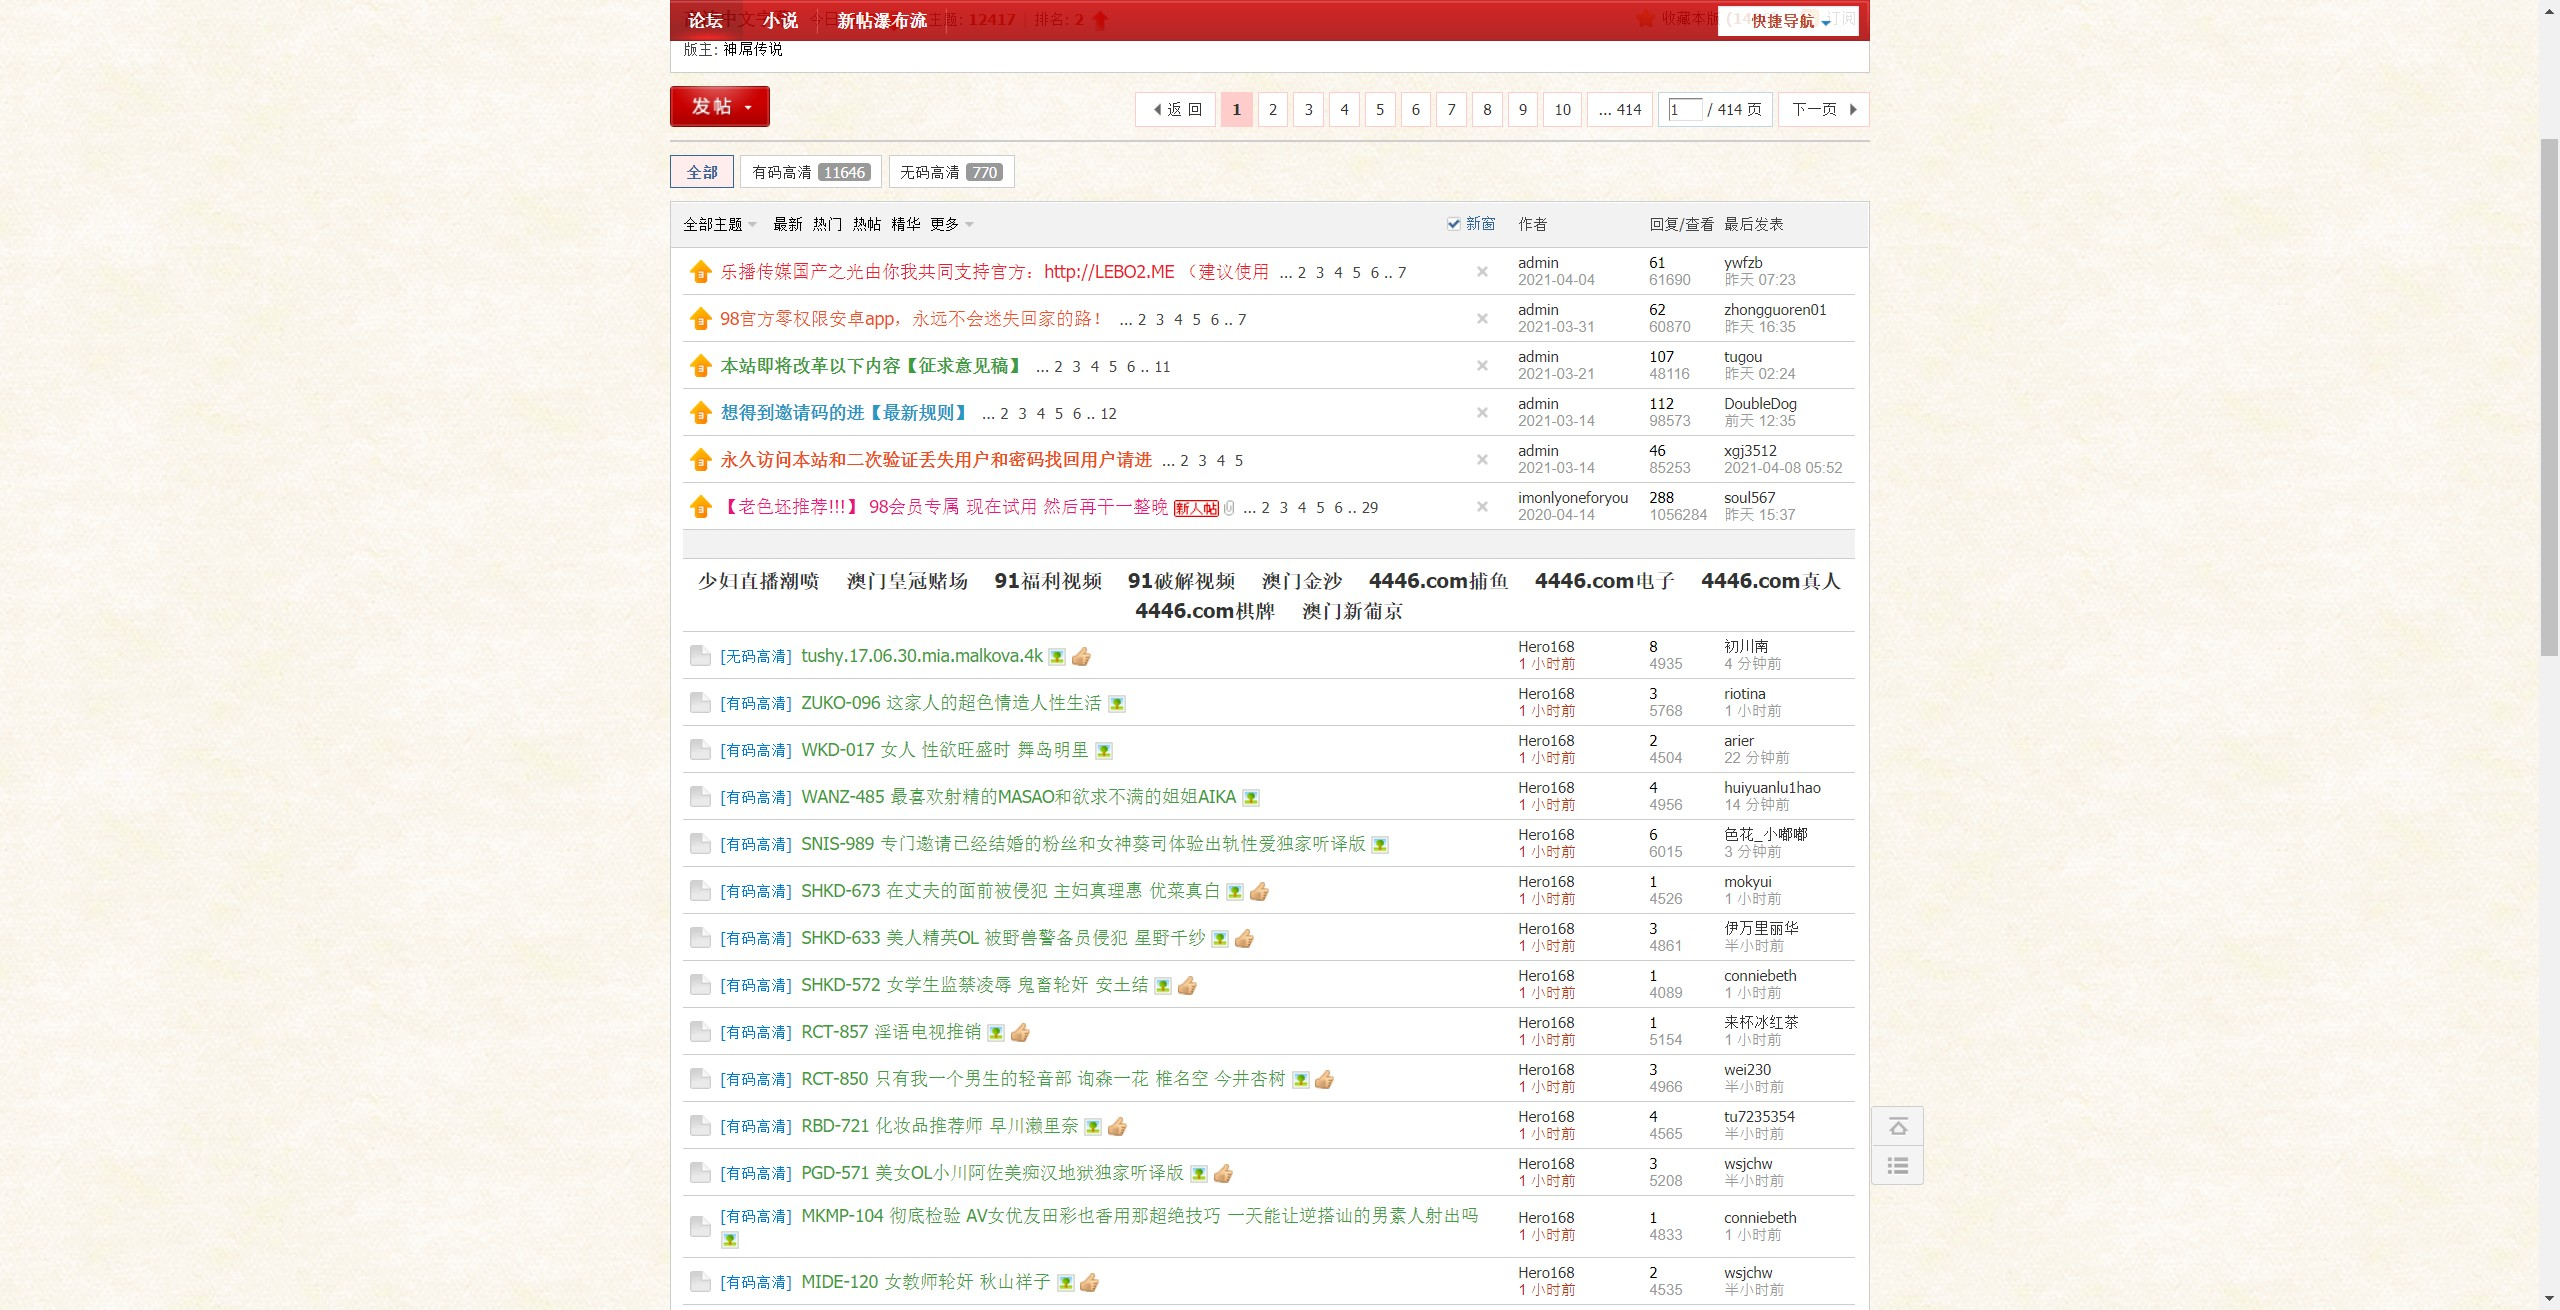 论坛 小说 新帖瀑布流 主题: 12417 排名: 2 收藏本版 快捷导航 订阅
版主: 神屌传说
发帖
返 回 1 2 3 4 5 6 7 8 9 10 ... 414 1 / 414 页 下一页
全部 有码高清 11646 无码高清 770
全部主题 最新 热门 热帖 精华 更多 新窗 作者 回复/查看 最后发表
乐播传媒国产之光由你我共同支持官方：http://LEBO2.ME （建议使用 ... 2 3 4 5 6 .. 7 admin 61 ywfzb
2021-04-04 61690 昨天 07:23
98官方零权限安卓app，永远不会迷失回家的路！ ... 2 3 4 5 6 .. 7 admin 62 zhongguoren01
2021-03-31 60870 昨天 16:35
本站即将改革以下内容【征求意见稿】 ... 2 3 4 5 6 .. 11 admin 107 tugou
2021-03-21 48116 昨天 02:24
想得到邀请码的进【最新规则】 ... 2 3 4 5 6 .. 12 admin 112 DoubleDog
2021-03-14 98573 前天 12:35
永久访问本站和二次验证丢失用户和密码找回用户请进 ... 2 3 4 5 admin 46 xgj3512
2021-03-14 85253 2021-04-08 05:52
【老色坯推荐!!!】 98会员专属 现在试用 然后再干一整晚 新人帖 ... 2 3 4 5 6 .. 29 imonlyoneforyou 288 soul567
2020-04-14 1056284 昨天 15:37
少妇直播潮喷 澳门皇冠赌场 91福利视频 91破解视频 澳门金沙 4446.com捕鱼 4446.com电子 4446.com真人
4446.com棋牌 澳门新葡京
[无码高清] tushy.17.06.30.mia.malkova.4k Hero168 8 初川南
1 小时前 4935 4 分钟前
[有码高清] ZUKO-096 这家人的超色情造人性生活 Hero168 3 riotina
1 小时前 5768 1 小时前
[有码高清] WKD-017 女人 性欲旺盛时 舞岛明里 Hero168 2 arier
1 小时前 4504 22 分钟前
[有码高清] WANZ-485 最喜欢射精的MASAO和欲求不满的姐姐AIKA Hero168 4 huiyuanlu1hao
1 小时前 4956 14 分钟前
[有码高清] SNIS-989 专门邀请已经结婚的粉丝和女神葵司体验出轨性爱独家听译版 Hero168 6 色花_小嘟嘟
1 小时前 6015 3 分钟前
[有码高清] SHKD-673 在丈夫的面前被侵犯 主妇真理惠 优菜真白 Hero168 1 mokyui
1 小时前 4526 1 小时前
[有码高清] SHKD-633 美人精英OL 被野兽警备员侵犯 星野千纱 Hero168 3 伊万里丽华
1 小时前 4861 半小时前
[有码高清] SHKD-572 女学生监禁凌辱 鬼畜轮奸 安土结 Hero168 1 conniebeth
1 小时前 4089 1 小时前
[有码高清] RCT-857 淫语电视推销 Hero168 1 来杯冰红茶
1 小时前 5154 1 小时前
[有码高清] RCT-850 只有我一个男生的轻音部 询森一花 椎名空 今井杏树 Hero168 3 wei230
1 小时前 4966 半小时前
[有码高清] RBD-721 化妆品推荐师 早川濑里奈 Hero168 4 tu7235354
1 小时前 4565 半小时前
[有码高清] PGD-571 美女OL小川阿佐美痴汉地狱独家听译版 Hero168 3 wsjchw
1 小时前 5208 半小时前
[有码高清] MKMP-104 彻底检验 AV女优友田彩也香用那超绝技巧 一天能让逆搭讪的男素人射出吗 Hero168 1 conniebeth
1 小时前 4833 1 小时前
[有码高清] MIDE-120 女教师轮奸 秋山祥子 Hero168 2 wsjchw
1 小时前 4535 半小时前